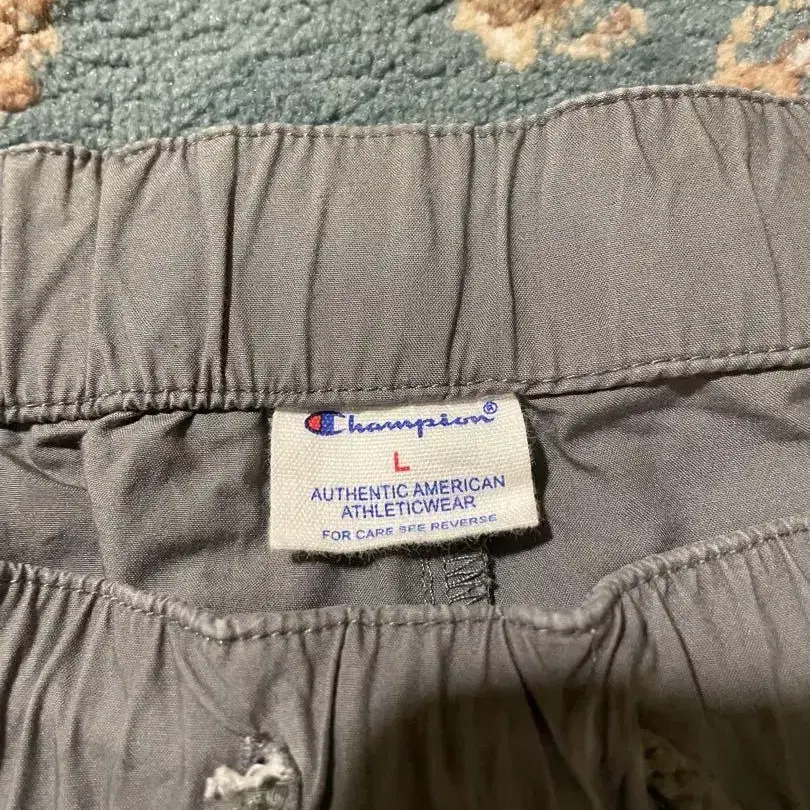 Champion®
L
AUTHENTIC AMERICAN
ATHLETICWEAR
FOR CARE SEE REVERSE